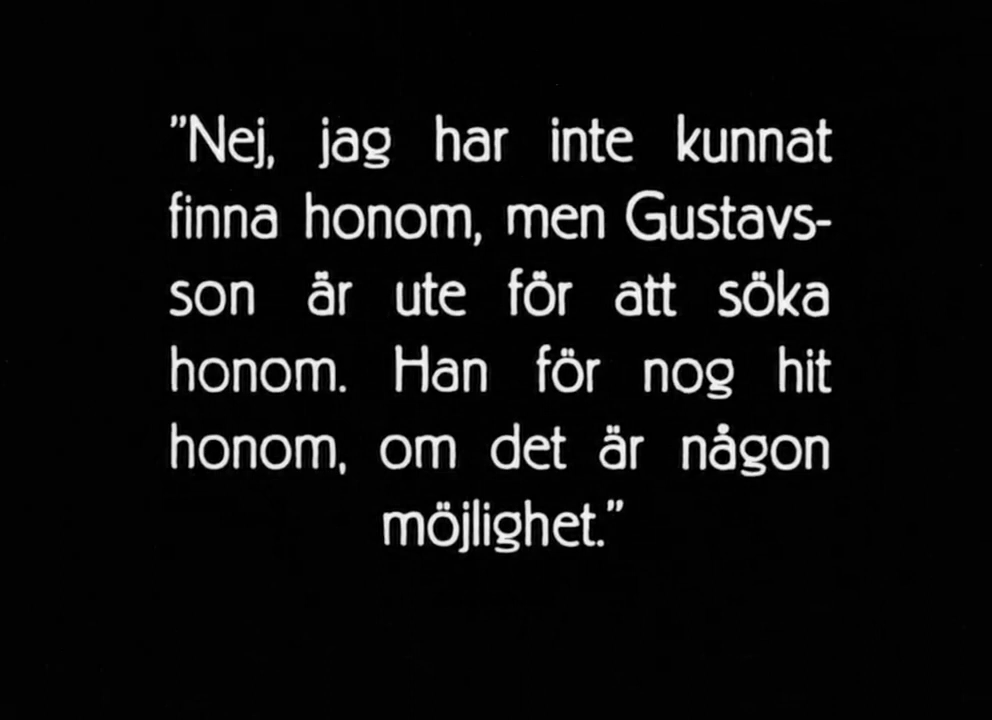 ”Nej, jag har inte kunnat
finna honom, men Gustavs-
son är ute för att söka
honom. Han för nog hit
honom, om det är någon
möjlighet.”